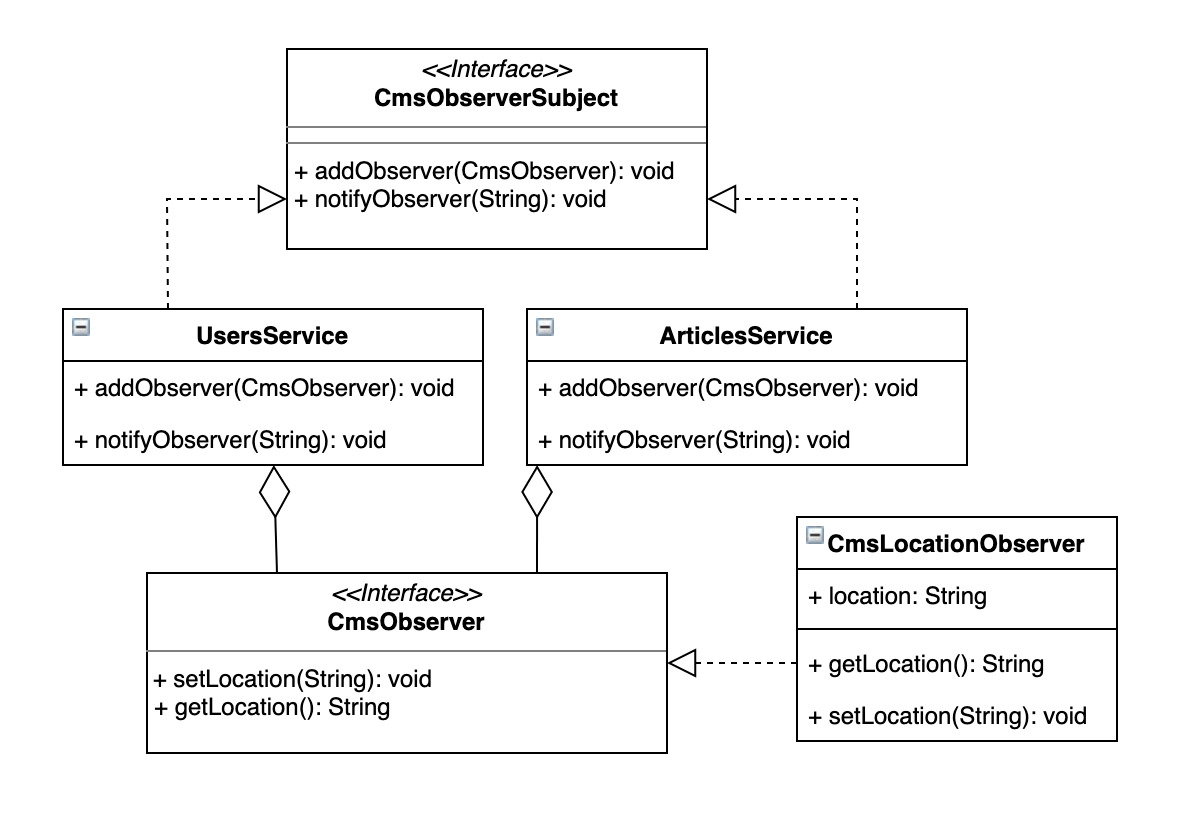 <<Interface>>
CmsObserverSubject
+ addObserver(CmsObserver): void
+ notifyObserver(String): void
UsersService
+ addObserver(CmsObserver): void
+ notifyObserver(String): void
ArticlesService
+ addObserver(CmsObserver): void
+ notifyObserver(String): void
<<Interface>>
CmsObserver
+ setLocation(String): void
+ getLocation(): String
CmsLocationObserver
+ location: String
+ getLocation(): String
+ setLocation(String): void